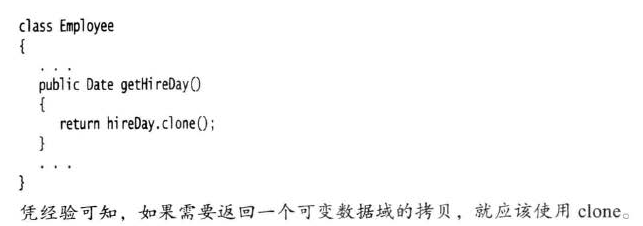 class Employee
{
. . .
public Date getHireDay()
{
return hireDay.clone();
}
. . .
}
凭经验可知，如果需要返回一个可变数据域的拷贝，就应该使用 clone。